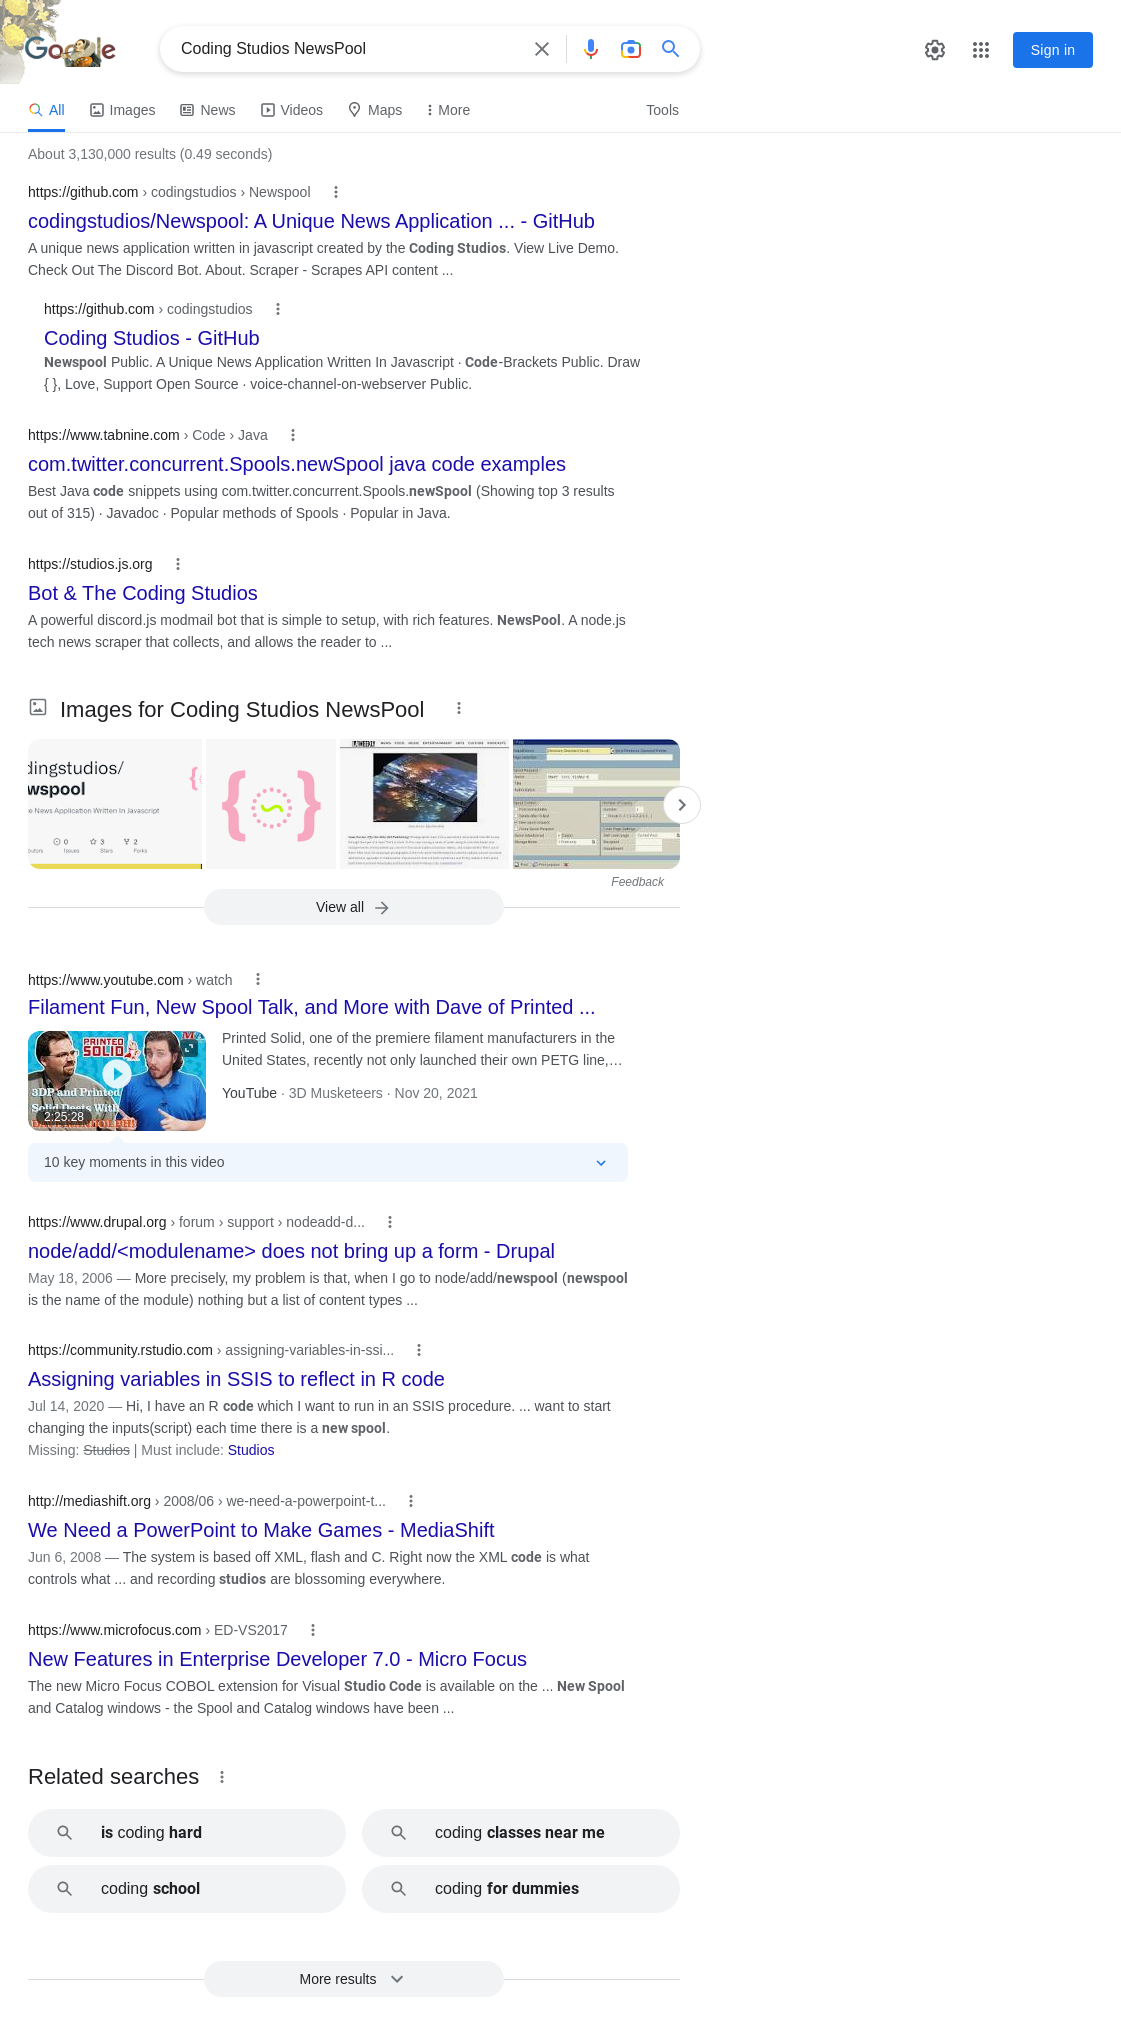 Google
Coding Studios NewsPool
Sign in
All Images News Videos Maps More Tools
About 3,130,000 results (0.49 seconds)
https://github.com › codingstudios › Newspool
codingstudios/Newspool: A Unique News Application ... - GitHub
A unique news application written in javascript created by the Coding Studios. View Live Demo.
Check Out The Discord Bot. About. Scraper - Scrapes API content ...
https://github.com › codingstudios
Coding Studios - GitHub
Newspool Public. A Unique News Application Written In Javascript · Code-Brackets Public. Draw
{ }, Love, Support Open Source · voice-channel-on-webserver Public.
https://www.tabnine.com › Code › Java
com.twitter.concurrent.Spools.newSpool java code examples
Best Java code snippets using com.twitter.concurrent.Spools.newSpool (Showing top 3 results
out of 315) · Javadoc · Popular methods of Spools · Popular in Java.
https://studios.js.org
Bot & The Coding Studios
A powerful discord.js modmail bot that is simple to setup, with rich features. NewsPool. A node.js
tech news scraper that collects, and allows the reader to ...
Images for Coding Studios NewsPool
dingstudios/
wspool
e News Application Written In Javascript
0 3 2
Issues Stars Forks
Feedback
View all
https://www.youtube.com › watch
Filament Fun, New Spool Talk, and More with Dave of Printed ...
PRINTED
SOLID
3DP and Printed
Solid Deets With
2:25:28
Printed Solid, one of the premiere filament manufacturers in the
United States, recently not only launched their own PETG line,...
YouTube · 3D Musketeers · Nov 20, 2021
10 key moments in this video
https://www.drupal.org › forum › support › nodeadd-d...
node/add/<modulename> does not bring up a form - Drupal
May 18, 2006 — More precisely, my problem is that, when I go to node/add/newspool (newspool
is the name of the module) nothing but a list of content types ...
https://community.rstudio.com › assigning-variables-in-ssi...
Assigning variables in SSIS to reflect in R code
Jul 14, 2020 — Hi, I have an R code which I want to run in an SSIS procedure. ... want to start
changing the inputs(script) each time there is a new spool.
Missing: Studios | Must include: Studios
http://mediashift.org › 2008/06 › we-need-a-powerpoint-t...
We Need a PowerPoint to Make Games - MediaShift
Jun 6, 2008 — The system is based off XML, flash and C. Right now the XML code is what
controls what ... and recording studios are blossoming everywhere.
https://www.microfocus.com › ED-VS2017
New Features in Enterprise Developer 7.0 - Micro Focus
The new Micro Focus COBOL extension for Visual Studio Code is available on the ... New Spool
and Catalog windows - the Spool and Catalog windows have been ...
Related searches
is coding hard
coding classes near me
coding school
coding for dummies
More results